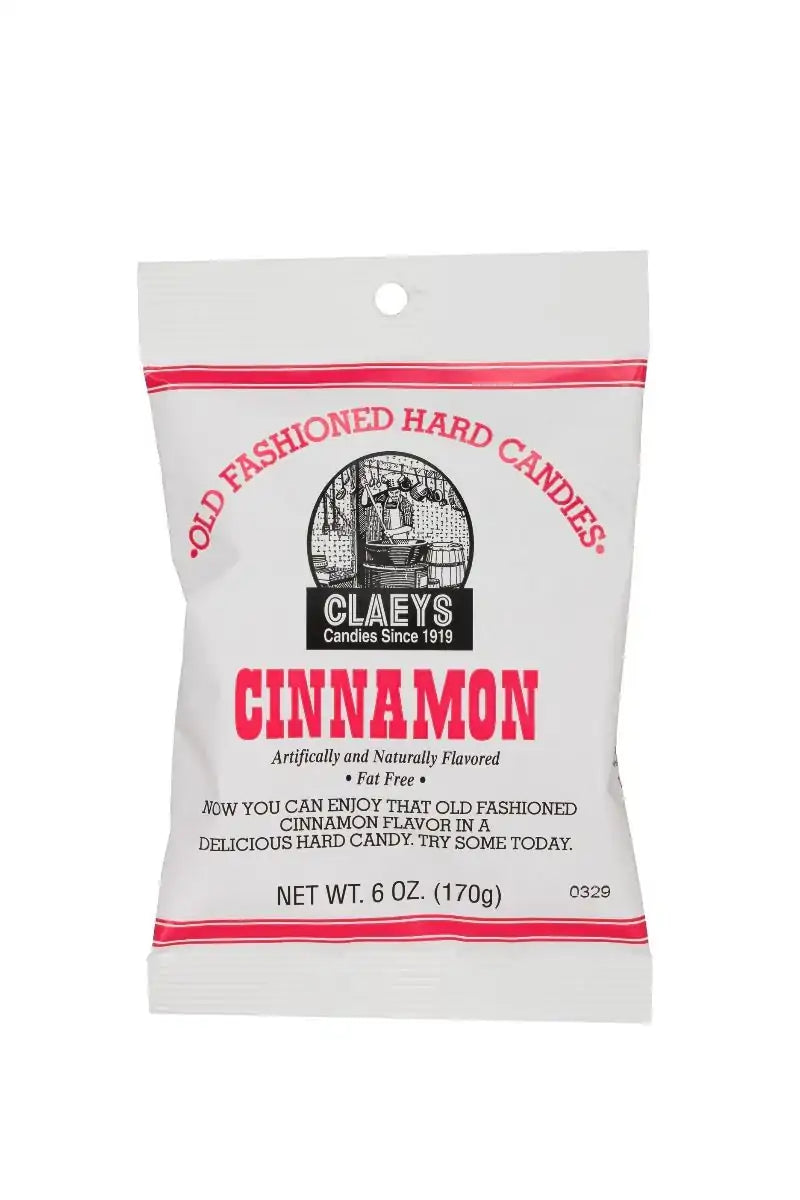 •OLD FASHIONED HARD CANDIES•
CLAEYS
Candies Since 1919
CINNAMON
Artifically and Naturally Flavored
• Fat Free •
NOW YOU CAN ENJOY THAT OLD FASHIONED
CINNAMON FLAVOR IN A
DELICIOUS HARD CANDY. TRY SOME TODAY.
NET WT. 6 OZ. (170g)
0329